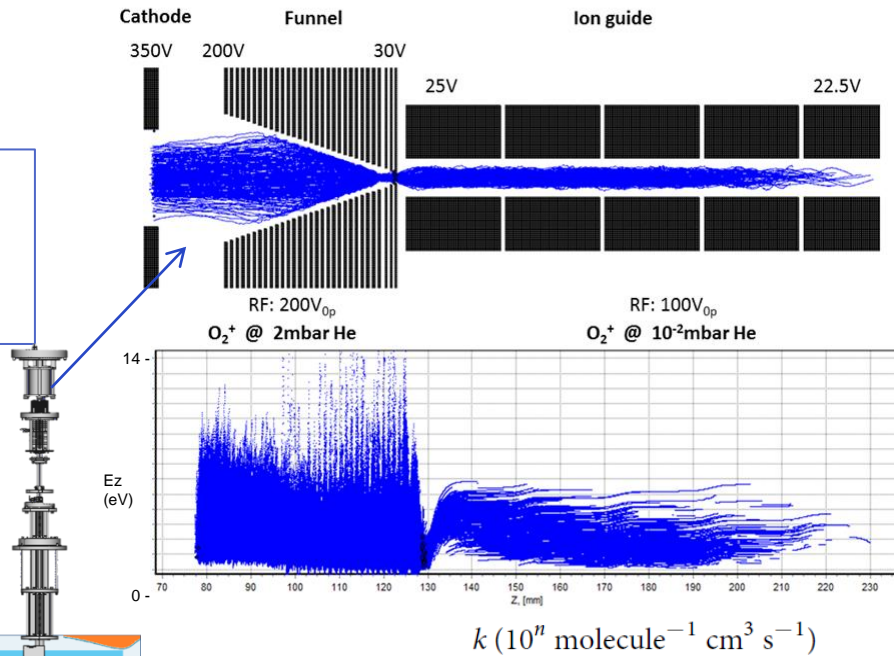 Cathode Funnel Ion guide
350V 200V 30V
25V 22.5V
RF: 200V0p RF: 100V0p
O2+ @ 2mbar He O2+ @ 10-2mbar He
14 -
Ez
(eV)
0 -
70 80 90 100 110 120 130 140 150 160 170 180 190 200 210 220 230
Z, [mm]
k (10ⁿ molecule⁻¹ cm³ s⁻¹)